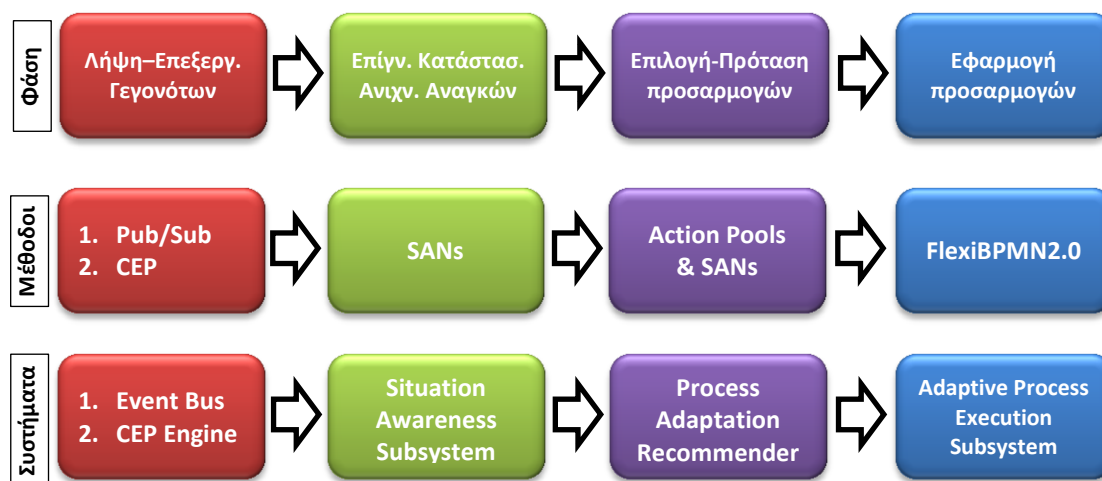 Φάση
Λήψη–Επεξεργ.
Γεγονότων
Επίγν. Κατάστασ.
Ανιχν. Αναγκών
Επιλογή-Πρόταση
προσαρμογών
Εφαρμογή
προσαρμογών
Μέθοδοι
1. Pub/Sub
2. CEP
SANs
Action Pools
& SANs
FlexiBPMN2.0
Συστήματα
1. Event Bus
2. CEP Engine
Situation
Awareness
Subsystem
Process
Adaptation
Recommender
Adaptive Process
Execution
Subsystem